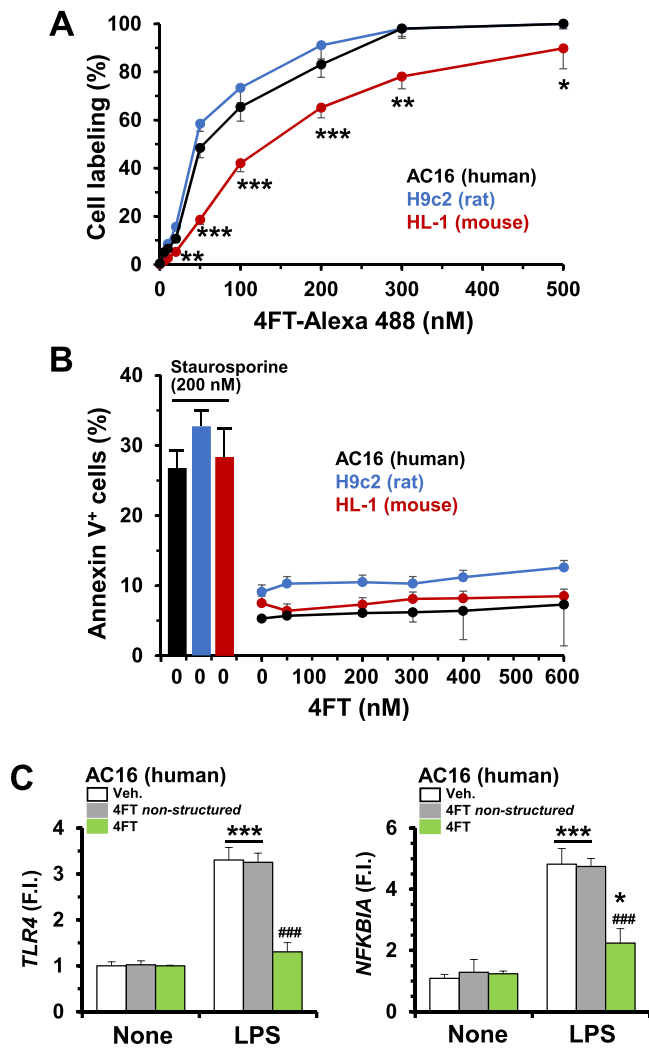 A
100
80
60
40
20
0
Cell labeling (%)
**
***
***
***
**
*
AC16 (human)
H9c2 (rat)
HL-1 (mouse)
0 100 200 300 400 500
4FT-Alexa 488 (nM)
B
Staurosporine
(200 nM)
40
30
20
10
0
Annexin V⁺ cells (%)
AC16 (human)
H9c2 (rat)
HL-1 (mouse)
0 0 0 0 100 200 300 400 500 600
4FT (nM)
C
AC16 (human)
Veh.
4FT non-structured
4FT
4
3
2
1
0
TLR4 (F.I.)
***
###
None LPS
AC16 (human)
Veh.
4FT non-structured
4FT
6
4
2
0
NFKBIA (F.I.)
***
*
###
None LPS